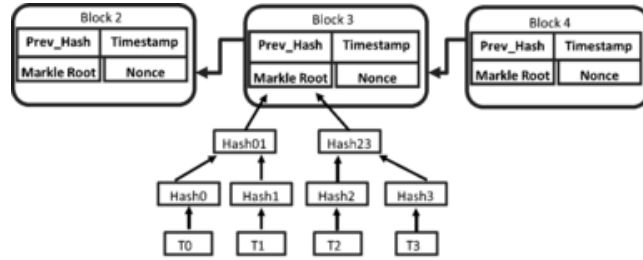 Block 2
Prev_Hash Timestamp
Markle Root Nonce
Block 3
Prev_Hash Timestamp
Markle Root Nonce
Block 4
Prev_Hash Timestamp
Markle Root Nonce
Hash01 Hash23
Hash0 Hash1 Hash2 Hash3
T0 T1 T2 T3